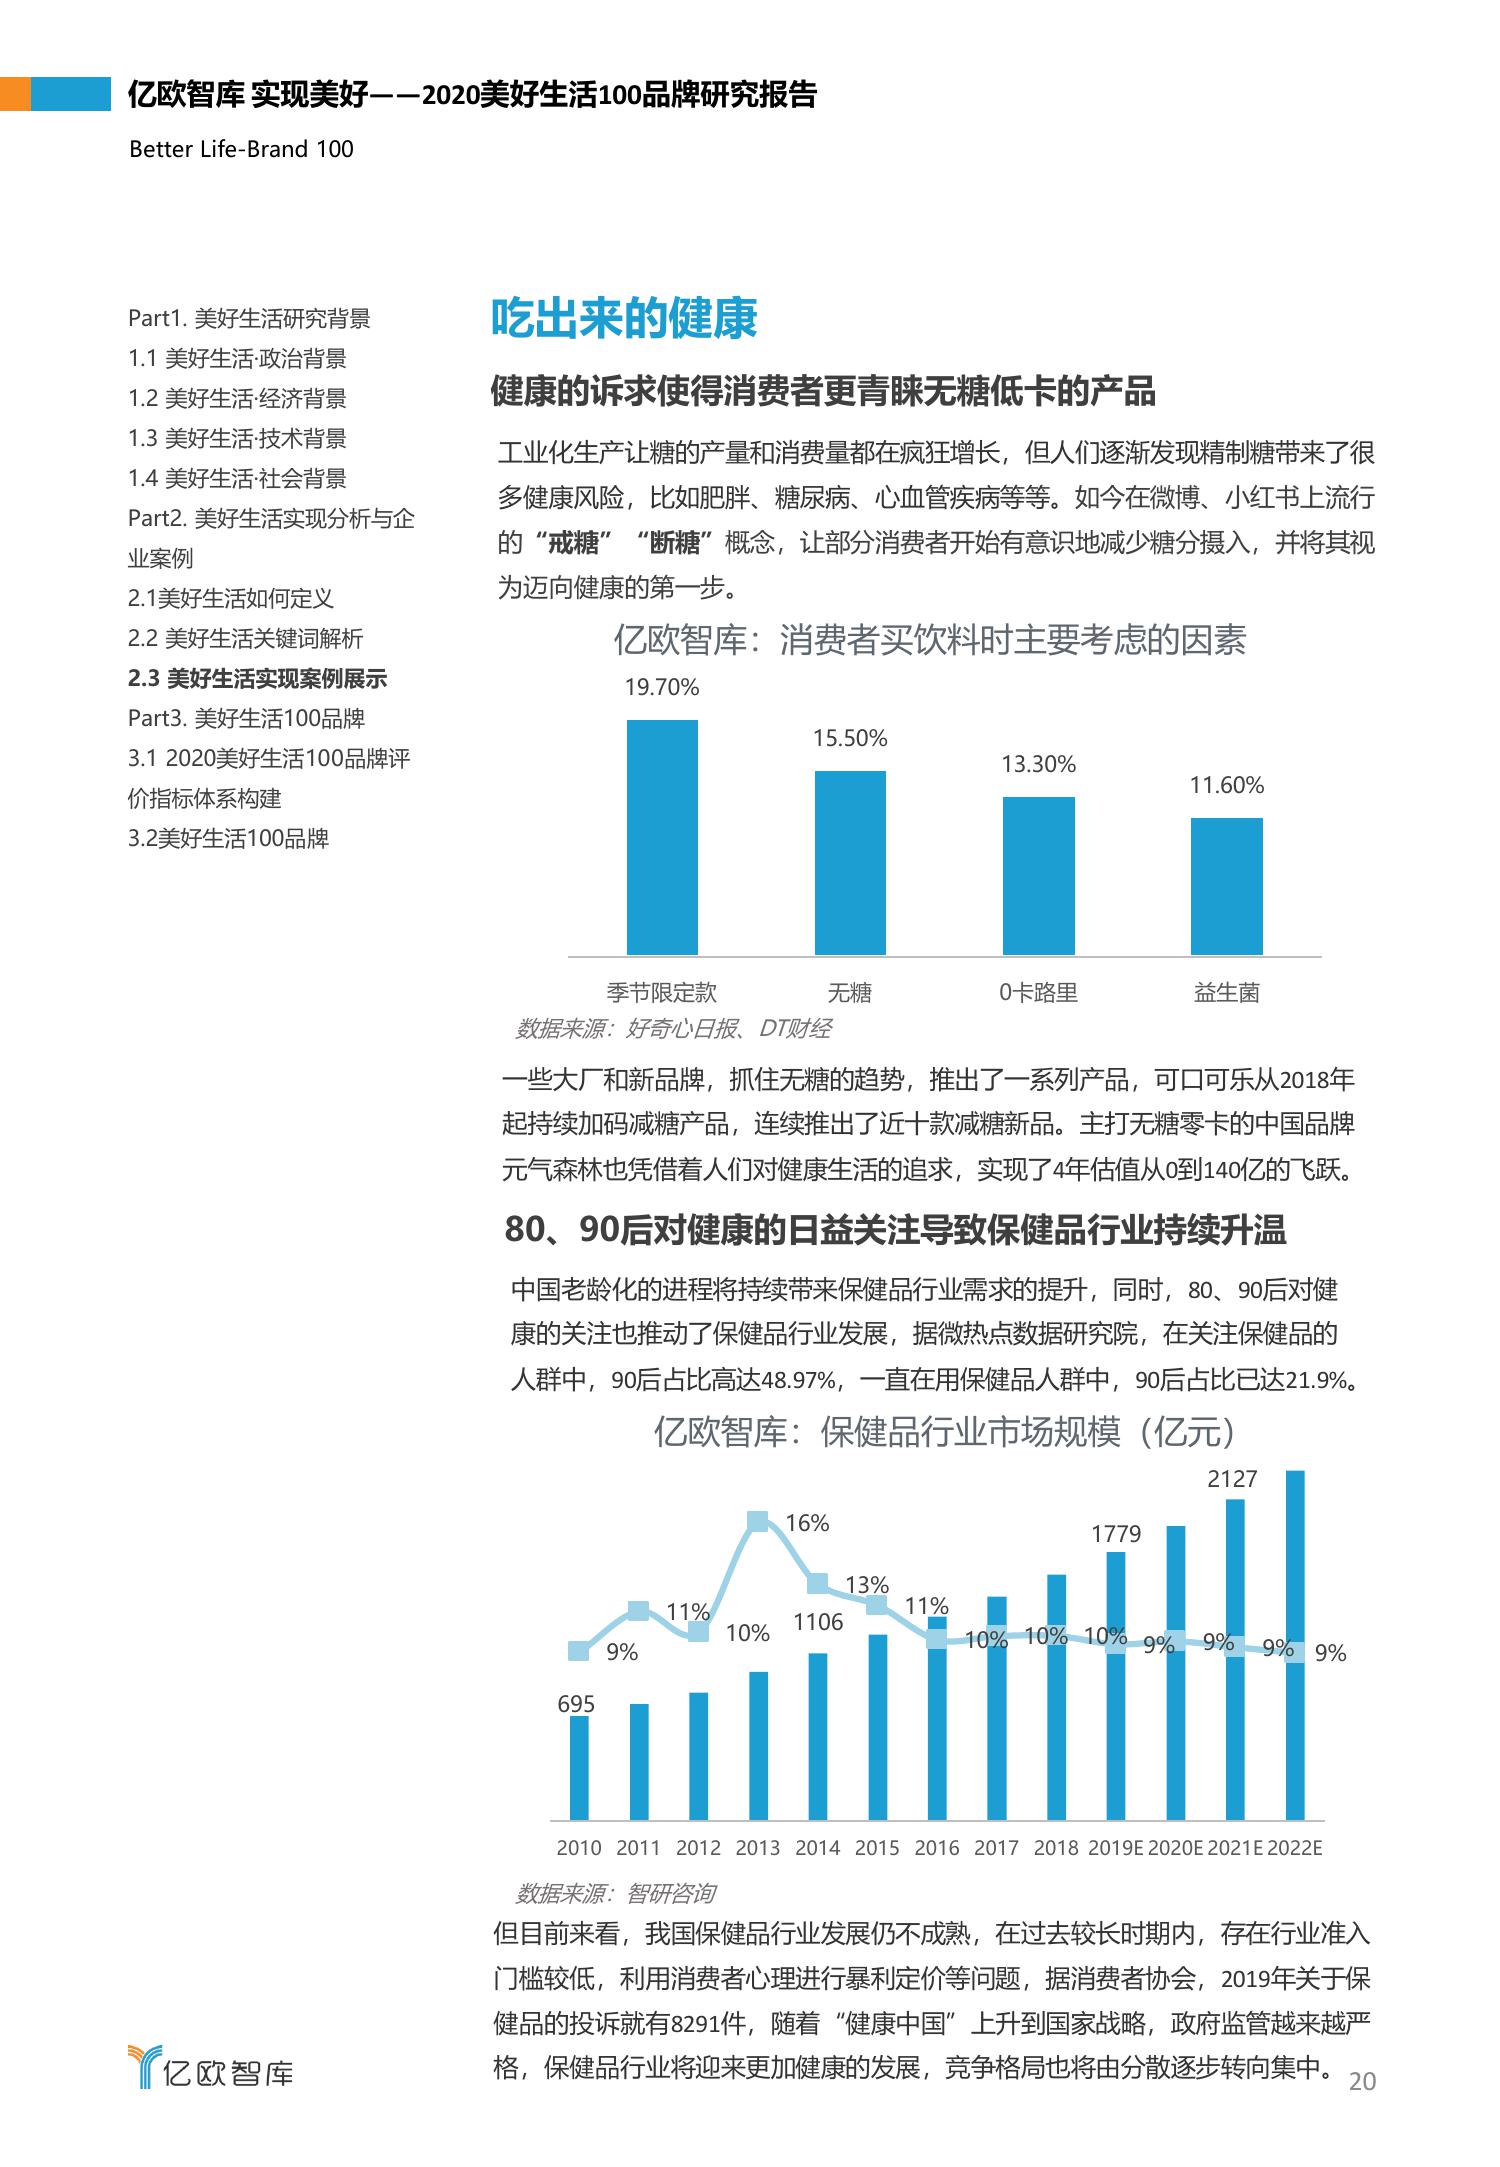 亿欧智库 实现美好——2020美好生活100品牌研究报告
Better Life-Brand 100
Part1. 美好生活研究背景
1.1 美好生活·政治背景
1.2 美好生活·经济背景
1.3 美好生活·技术背景
1.4 美好生活·社会背景
Part2. 美好生活实现分析与企
业案例
2.1美好生活如何定义
2.2 美好生活关键词解析
2.3 美好生活实现案例展示
Part3. 美好生活100品牌
3.1 2020美好生活100品牌评
价指标体系构建
3.2美好生活100品牌
吃出来的健康
健康的诉求使得消费者更青睐无糖低卡的产品
工业化生产让糖的产量和消费量都在疯狂增长，但人们逐渐发现精制糖带来了很
多健康风险，比如肥胖、糖尿病、心血管疾病等等。如今在微博、小红书上流行
的“戒糖”“断糖”概念，让部分消费者开始有意识地减少糖分摄入，并将其视
为迈向健康的第一步。
亿欧智库：消费者买饮料时主要考虑的因素
19.70%
15.50%
13.30%
11.60%
季节限定款 无糖 0卡路里 益生菌
数据来源：好奇心日报、DT财经
一些大厂和新品牌，抓住无糖的趋势，推出了一系列产品，可口可乐从2018年
起持续加码减糖产品，连续推出了近十款减糖新品。主打无糖零卡的中国品牌
元气森林也凭借着人们对健康生活的追求，实现了4年估值从0到140亿的飞跃。
80、90后对健康的日益关注导致保健品行业持续升温
中国老龄化的进程将持续带来保健品行业需求的提升，同时，80、90后对健
康的关注也推动了保健品行业发展，据微热点数据研究院，在关注保健品的
人群中，90后占比高达48.97%，一直在用保健品人群中，90后占比已达21.9%。
亿欧智库：保健品行业市场规模（亿元）
695
1106
1779
2127
9% 11% 10% 16% 13% 11% 10% 10% 10% 9% 9% 9% 9%
2010 2011 2012 2013 2014 2015 2016 2017 2018 2019E 2020E 2021E 2022E
数据来源：智研咨询
但目前来看，我国保健品行业发展仍不成熟，在过去较长时期内，存在行业准入
门槛较低，利用消费者心理进行暴利定价等问题，据消费者协会，2019年关于保
健品的投诉就有8291件，随着“健康中国”上升到国家战略，政府监管越来越严
格，保健品行业将迎来更加健康的发展，竞争格局也将由分散逐步转向集中。
亿欧智库
20